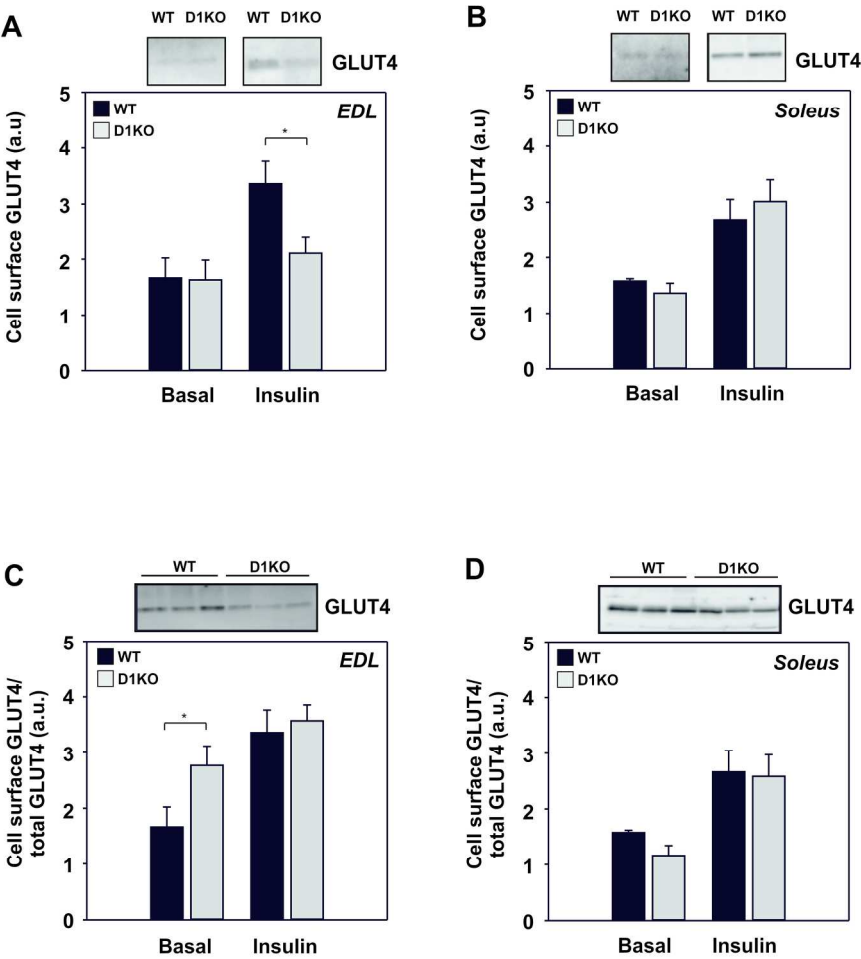 A
WT D1KO WT D1KO
GLUT4
Cell surface GLUT4 (a.u)
5
4
3
2
1
0
WT
D1KO
EDL
*
Basal Insulin
B
WT D1KO WT D1KO
GLUT4
Cell surface GLUT4 (a.u)
5
4
3
2
1
0
WT
D1KO
Soleus
Basal Insulin
C
WT D1KO
GLUT4
Cell surface GLUT4/
total GLUT4 (a.u.)
5
4
3
2
1
0
WT
D1KO
EDL
*
Basal Insulin
D
WT D1KO
GLUT4
Cell surface GLUT4/
total GLUT4 (a.u.)
5
4
3
2
1
0
WT
D1KO
Soleus
Basal Insulin